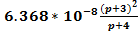 6.368 * 10⁻⁸ (p+3)²/(p+4)